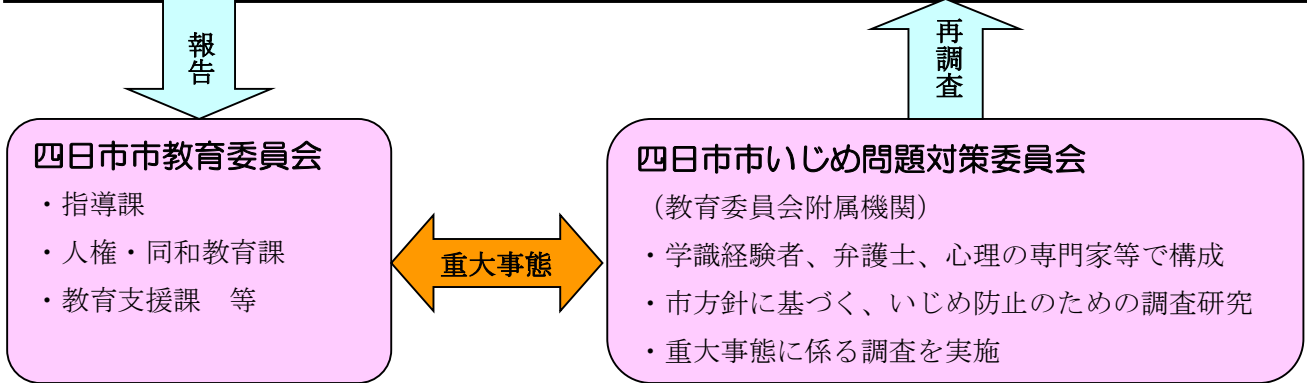 報告
再調査
四日市市教育委員会
・指導課
・人権・同和教育課
・教育支援課　等
重大事態
四日市市いじめ問題対策委員会
（教育委員会附属機関）
・学識経験者、弁護士、心理の専門家等で構成
・市方針に基づく、いじめ防止のための調査研究
・重大事態に係る調査を実施